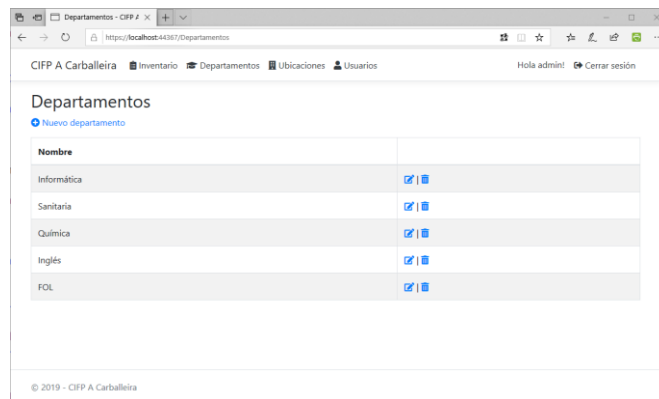 Departamentos - CIFP A
https://localhost:44367/Departamentos
CIFP A Carballeira Inventario Departamentos Ubicaciones Usuarios Hola admin! Cerrar sesión
Departamentos
Nuevo departamento
Nombre
Informática |
Sanitaria |
Química |
Inglés |
FOL |
© 2019 - CIFP A Carballeira